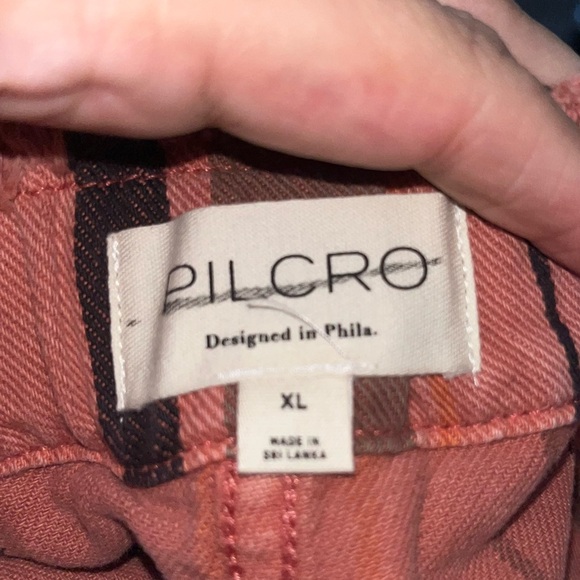 PILCRO
Designed in Phila.
XL
MADE IN
SRI LANKA